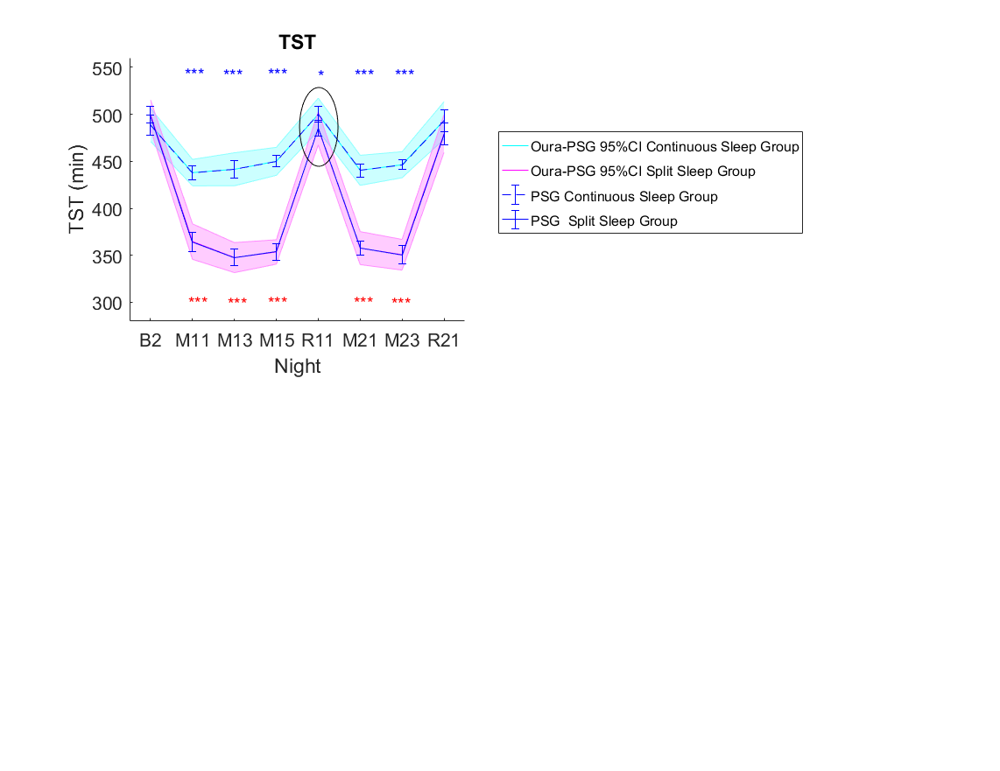 TST
550
500
450
400
350
300
TST (min)
*** *** *** * *** ***
*** *** *** *** ***
B2 M11 M13 M15 R11 M21 M23 R21
Night
Oura-PSG 95%CI Continuous Sleep Group
Oura-PSG 95%CI Split Sleep Group
PSG Continuous Sleep Group
PSG  Split Sleep Group